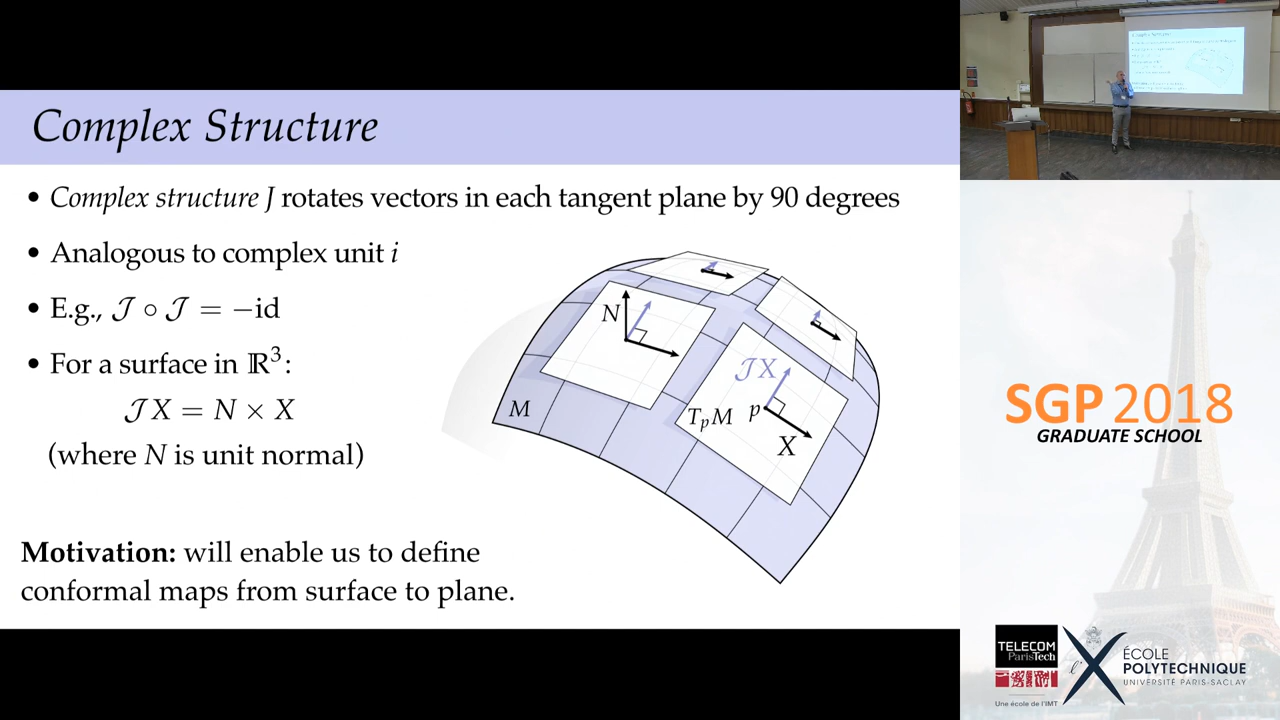 Complex Structure
• Complex structure J rotates vectors in each tangent plane by 90 degrees
• Analogous to complex unit i
• E.g., 𝒥 ∘ 𝒥 = −id
• For a surface in ℝ³:
𝒥X = N × X
(where N is unit normal)
Motivation: will enable us to define
conformal maps from surface to plane.
N
M
𝒥X
TₚM
p
X
SGP 2018
GRADUATE SCHOOL
TELECOM
ParisTech
Une école de l'IMT
ÉCOLE
POLYTECHNIQUE
UNIVERSITÉ PARIS-SACLAY